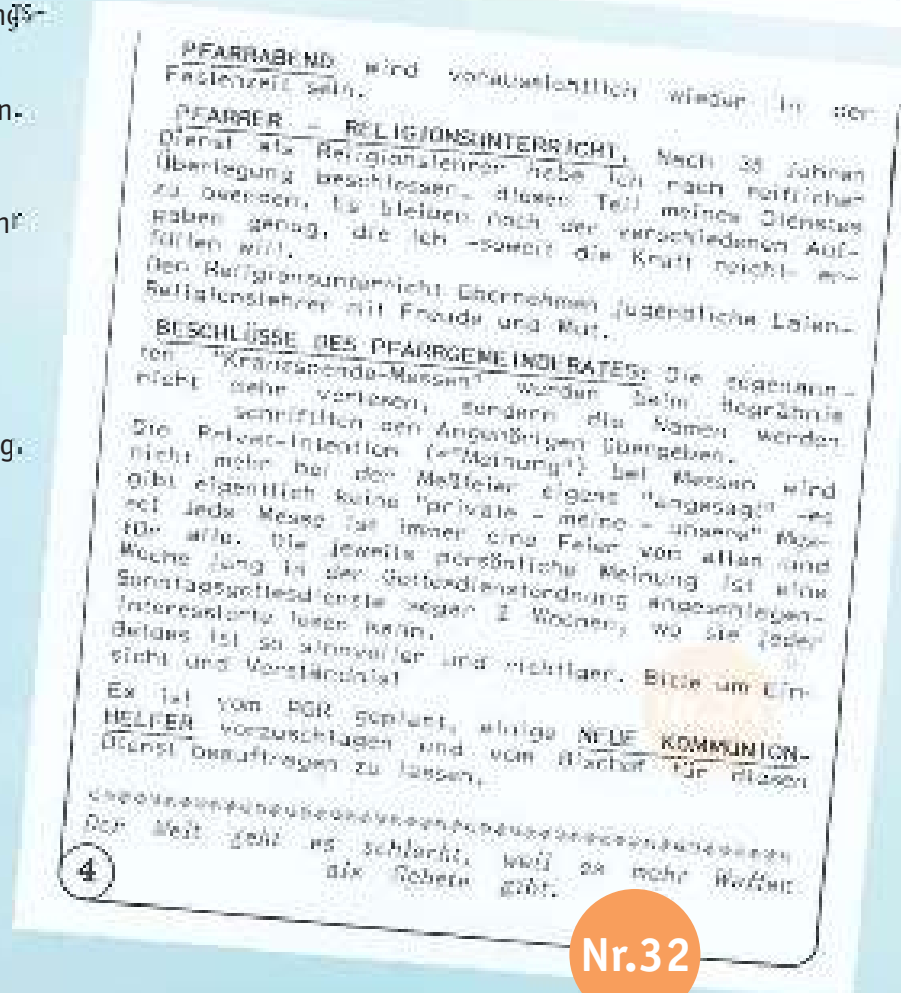 ngs-
n.
hr
g.
PFARRABEND wird voraussichtlich wieder in der
Fastenzeit sein.
PFARRER - RELIGIONSUNTERRICHT. Nach 38 Jahren
Dienst als Religionslehrer habe ich nach reiflicher
Überlegung beschlossen, diesen Teil meines Dienstes
zu beenden. Es bleiben noch der verschiedenen Auf-
gaben genug, die ich -soweit die Kraft reicht- er-
füllen will.
Den Religionsunterricht übernehmen jugendliche Laien-
Religionslehrer mit Freude und Mut.
BESCHLÜSSE DES PFARRGEMEINDERATES: Die sogenann-
ten "Kranzspende-Messen" werden beim Begräbnis
nicht mehr verlesen, sondern die Namen werden
schriftlich den Angehörigen übergeben.
Die Privat-Intention (="Meinung") bei Messen wird
nicht mehr bei der Meßfeier eigens "angesagt" -es
gibt eigentlich keine "private - meine - unsere" Mes-
se! Jede Messe ist immer eine Feier von allen und
für alle. Die jeweils persönliche Meinung ist eine
Woche lang in der Gottesdienstordnung angeschlagen-
Sonntagsgottesdienste sogar 2 Wochen, wo sie jeder
Interessierte lesen kann.
Beides ist so sinnvoller und richtiger. Bitte um Ein-
sicht und Verständnis!
Es ist vom PGR geplant, einige NEUE KOMMUNION-
HELFER vorzuschlagen und vom Bischof für diesen
Dienst beauftragen zu lassen.
Der Welt geht es schlecht, weil es mehr Waffen
als Gebete gibt.
4
Nr.32